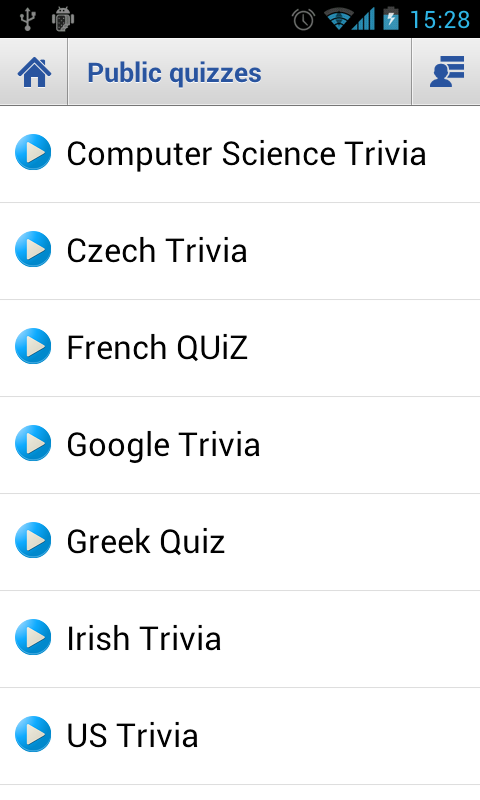 15:28
Public quizzes
Computer Science Trivia
Czech Trivia
French QUiZ
Google Trivia
Greek Quiz
Irish Trivia
US Trivia